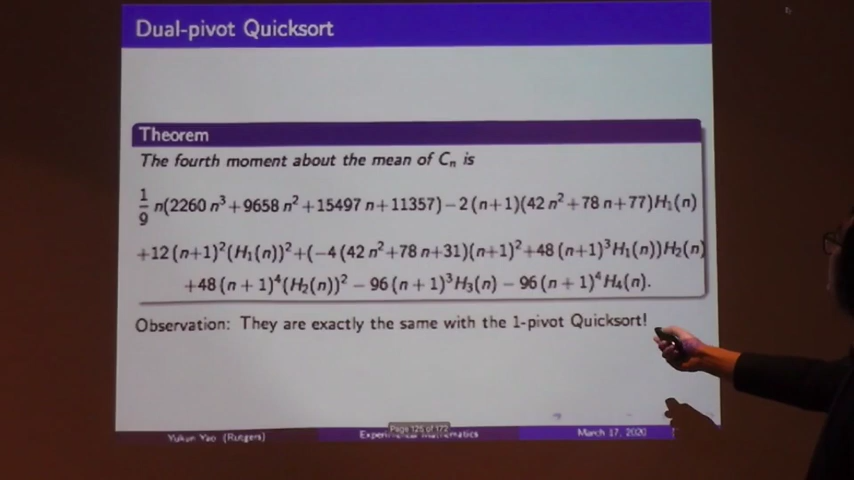 Dual-pivot Quicksort
Theorem
The fourth moment about the mean of Cₙ is
1/9 n(2260 n³+9658 n²+15497 n+11357)−2(n+1)(42 n²+78 n+77)H₁(n)
+12(n+1)²(H₁(n))²+(−4(42 n²+78 n+31)(n+1)²+48(n+1)³H₁(n))H₂(n)
+48(n+1)⁴(H₂(n))²−96(n+1)³H₃(n)−96(n+1)⁴H₄(n).
Observation: They are exactly the same with the 1-pivot Quicksort!
Page 125 of 172
Yukun Yao (Rutgers) Experimental Mathematics March 17, 2020